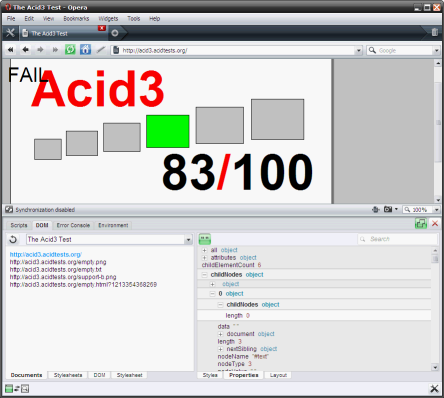 The Acid3 Test - Opera
File Edit View Bookmarks Widgets Tools Help
The Acid3 Test
http://acid3.acidtests.org/
Google
FAIL
Acid3
83/100
Synchronization disabled
100%
Scripts DOM Error Console Environment
The Acid3 Test
Search
http://acid3.acidtests.org/
http://acid3.acidtests.org/empty.png
http://acid3.acidtests.org/empty.txt
http://acid3.acidtests.org/support-b.png
http://acid3.acidtests.org/empty.html?1213354358259
all object
attributes object
childElementCount 6
childNodes object
object
0 object
childNodes object
length 0
data ""
document object
length 3
nextSibling object
nodeName "#text"
nodeType 3
Documents Stylesheets DOM Stylesheet
Styles Properties Layout